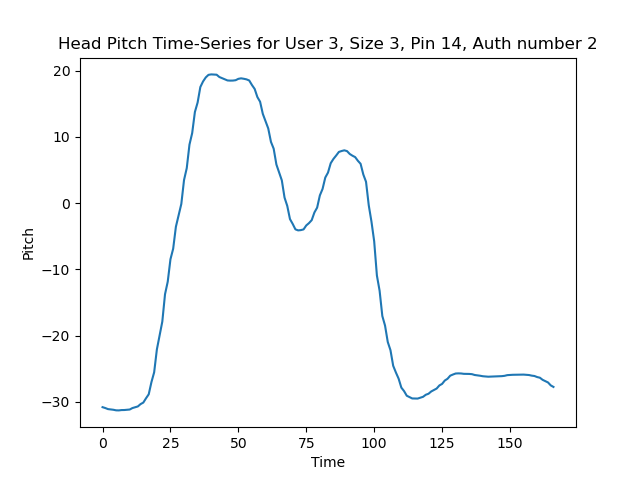 Head Pitch Time-Series for User 3, Size 3, Pin 14, Auth number 2
20
10
0
−10
−20
−30
Pitch
0 25 50 75 100 125 150
Time